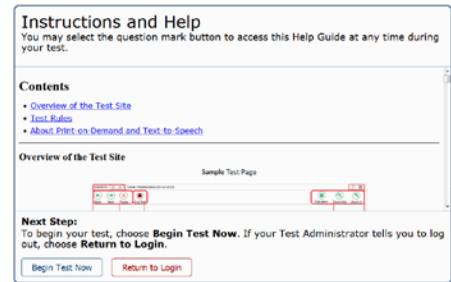 Instructions and Help
You may select the question mark button to access this Help Guide at any time during
your test.
Contents
• Overview of the Test Site
• Test Rules
• About Print-on-Demand and Text-to-Speech
Overview of the Test Site
Sample Test Page
Next Step:
To begin your test, choose Begin Test Now. If your Test Administrator tells you to log
out, choose Return to Login.
Begin Test Now
Return to Login